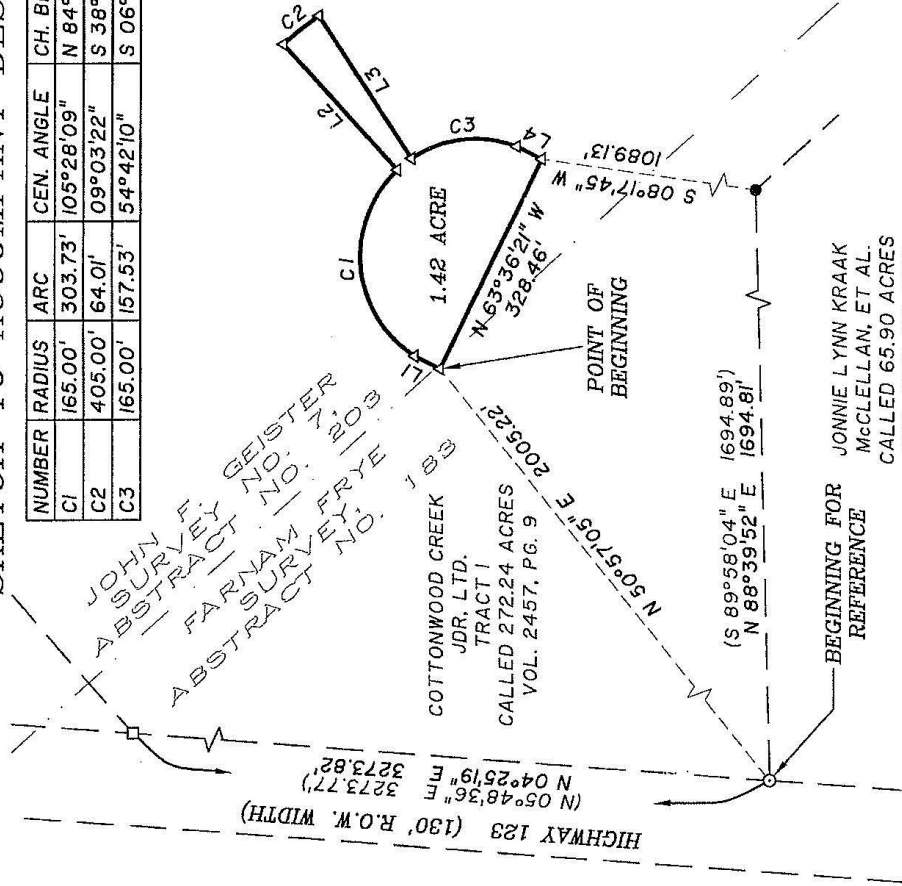 NUMBER RADIUS ARC CEN. ANGLE
C1 165.00' 303.73' 105°28'09" N 84°
C2 405.00' 64.01' 09°03'22" S 38°
C3 165.00' 157.53' 54°42'10" S 06°
C2
L2
L3
C1
C3
L4
L1
1.42 ACRE
N 63°36'21" W
328.46'
S 08°17'45" W
1089.13'
POINT OF
BEGINNING
JOHN F. GEISTER
SURVEY NO. 7,
ABSTRACT NO. 203
FARNAM FRYE
SURVEY,
ABSTRACT NO. 183
COTTONWOOD CREEK
JDR, LTD.
TRACT 1
CALLED 272.24 ACRES
VOL. 2457, PG. 9
N 50°57'05" E 2005.22'
(S 89°58'04" E 1694.89')
N 88°39'52" E 1694.81'
BEGINNING FOR
REFERENCE
JONNIE LYNN KRAAK
McCLELLAN, ET AL.
CALLED 65.90 ACRES
(N 05°48'36" E 3273.77')
N 04°25'19" E 3273.82'
HIGHWAY 123 (130' R.O.W. WIDTH)